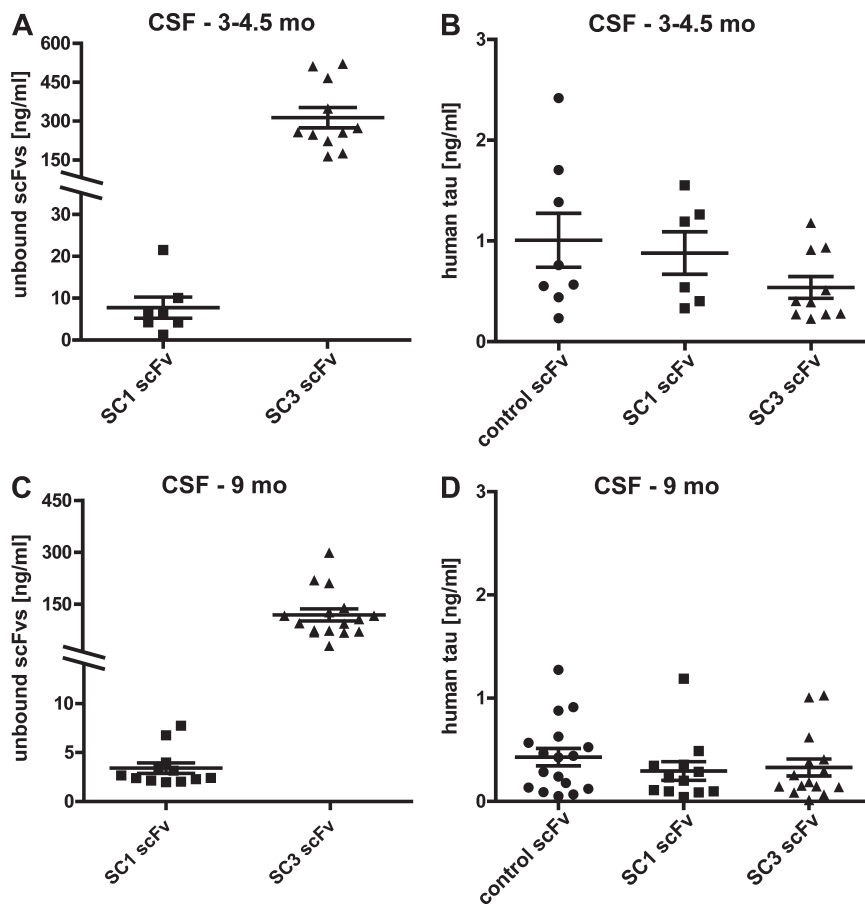 A
CSF - 3-4.5 mo
unbound scFvs [ng/ml]
600
450
300
150
30
20
10
0
SC1 scFv
SC3 scFv
B
CSF - 3-4.5 mo
human tau [ng/ml]
3
2
1
0
control scFv
SC1 scFv
SC3 scFv
C
CSF - 9 mo
unbound scFvs [ng/ml]
450
300
150
10
5
0
SC1 scFv
SC3 scFv
D
CSF - 9 mo
human tau [ng/ml]
3
2
1
0
control scFv
SC1 scFv
SC3 scFv